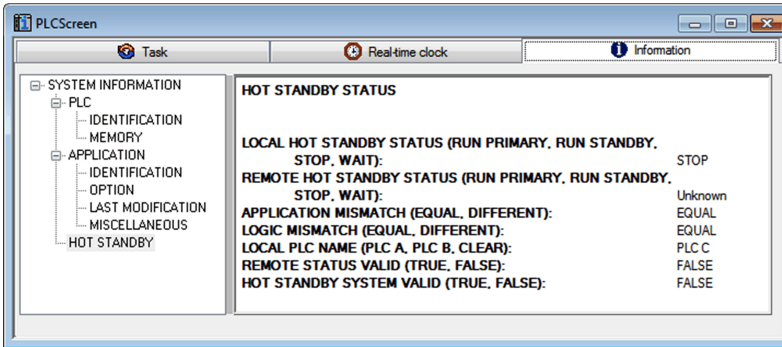 PLCScreen
Task
Real-time clock
Information
SYSTEM INFORMATION
PLC
IDENTIFICATION
MEMORY
APPLICATION
IDENTIFICATION
OPTION
LAST MODIFICATION
MISCELLANEOUS
HOT STANDBY
HOT STANDBY STATUS
LOCAL HOT STANDBY STATUS (RUN PRIMARY, RUN STANDBY,
STOP, WAIT): STOP
REMOTE HOT STANDBY STATUS (RUN PRIMARY, RUN STANDBY,
STOP, WAIT): Unknown
APPLICATION MISMATCH (EQUAL, DIFFERENT): EQUAL
LOGIC MISMATCH (EQUAL, DIFFERENT): EQUAL
LOCAL PLC NAME (PLC A, PLC B, CLEAR): PLC C
REMOTE STATUS VALID (TRUE, FALSE): FALSE
HOT STANDBY SYSTEM VALID (TRUE, FALSE): FALSE